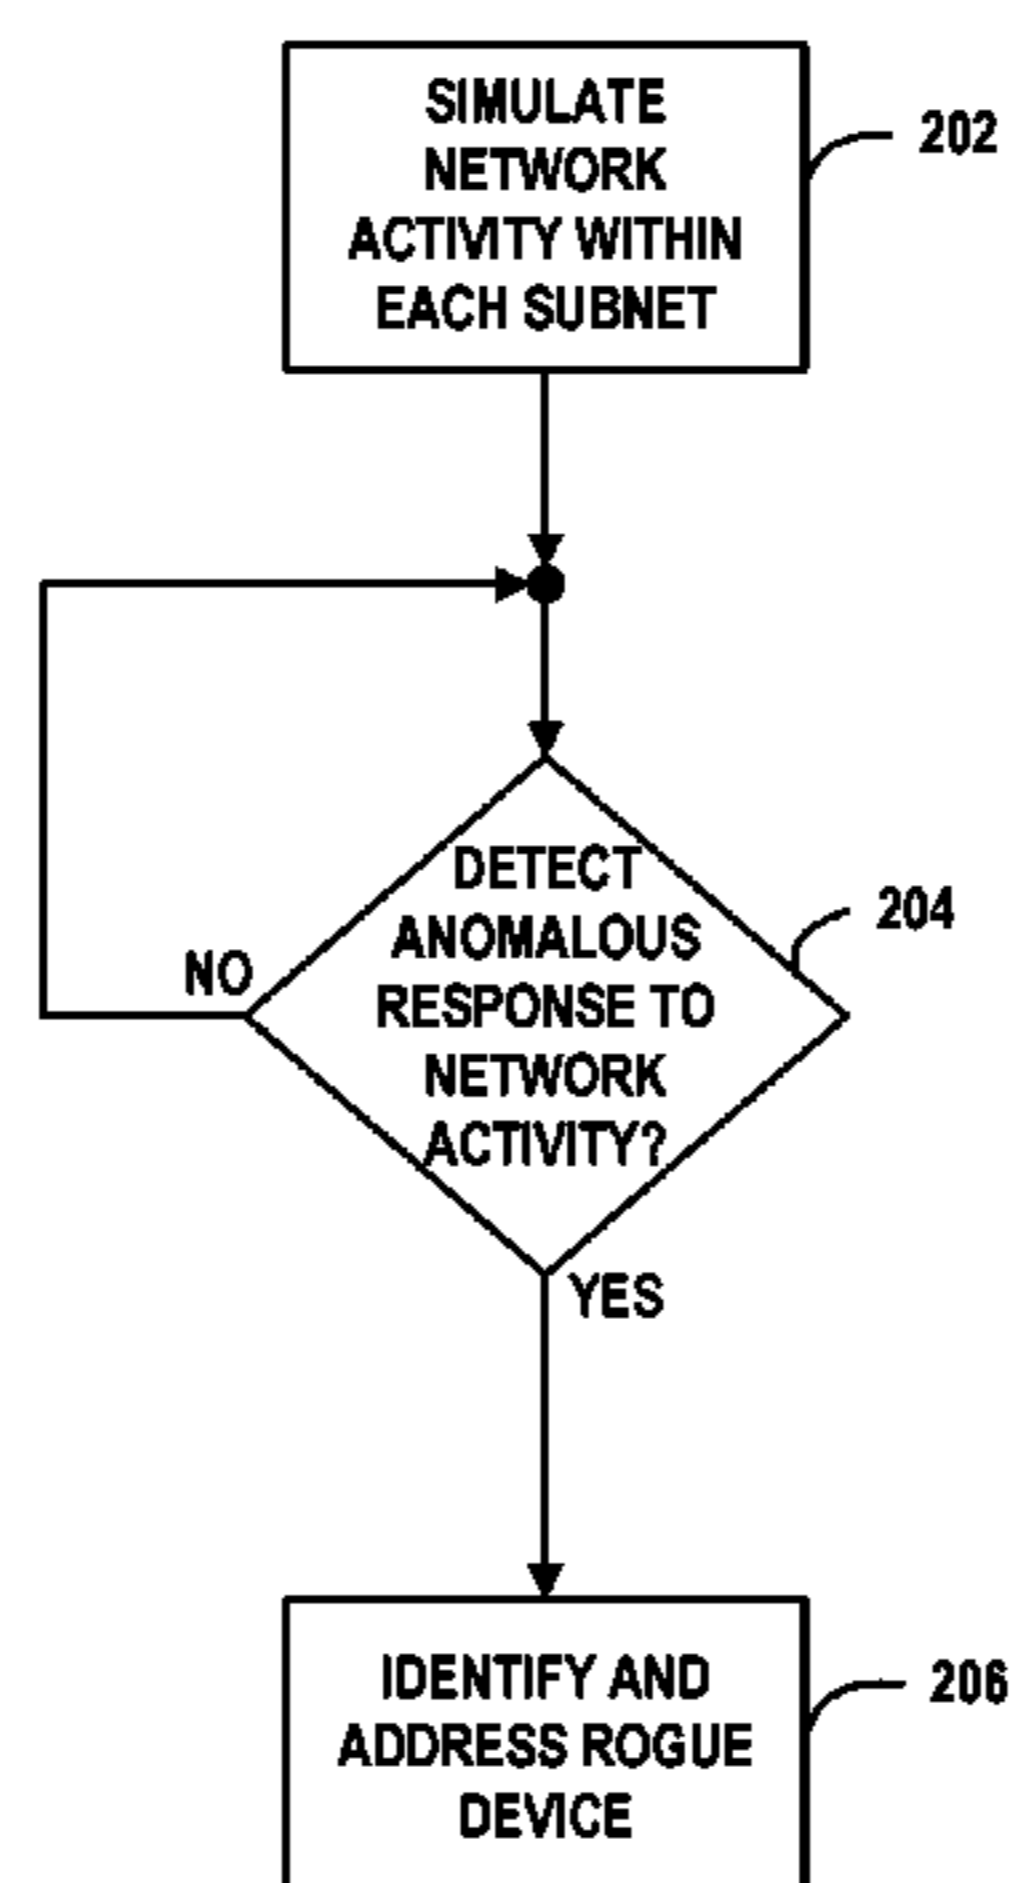 SIMULATE
NETWORK
ACTIVITY WITHIN
EACH SUBNET
202
DETECT
ANOMALOUS
RESPONSE TO
NETWORK
ACTIVITY?
204
NO
YES
IDENTIFY AND
ADDRESS ROGUE
DEVICE
206